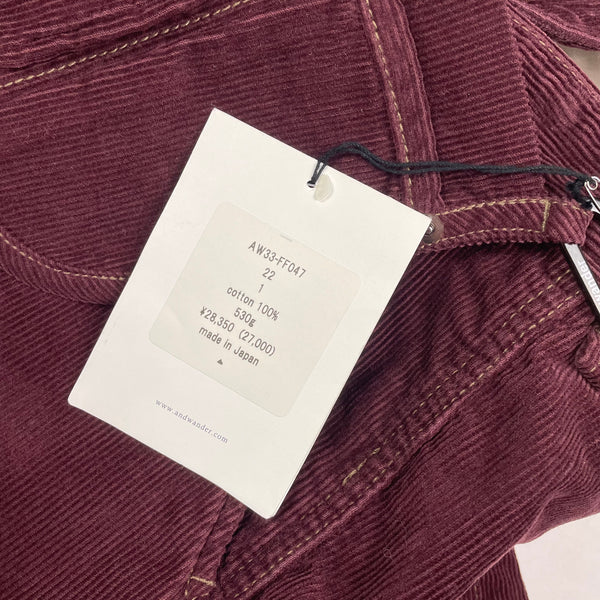 AW33-FF047
22
1
cotton 100%
530g
¥28,350 (27,000)
made in Japan
www.andwander.com